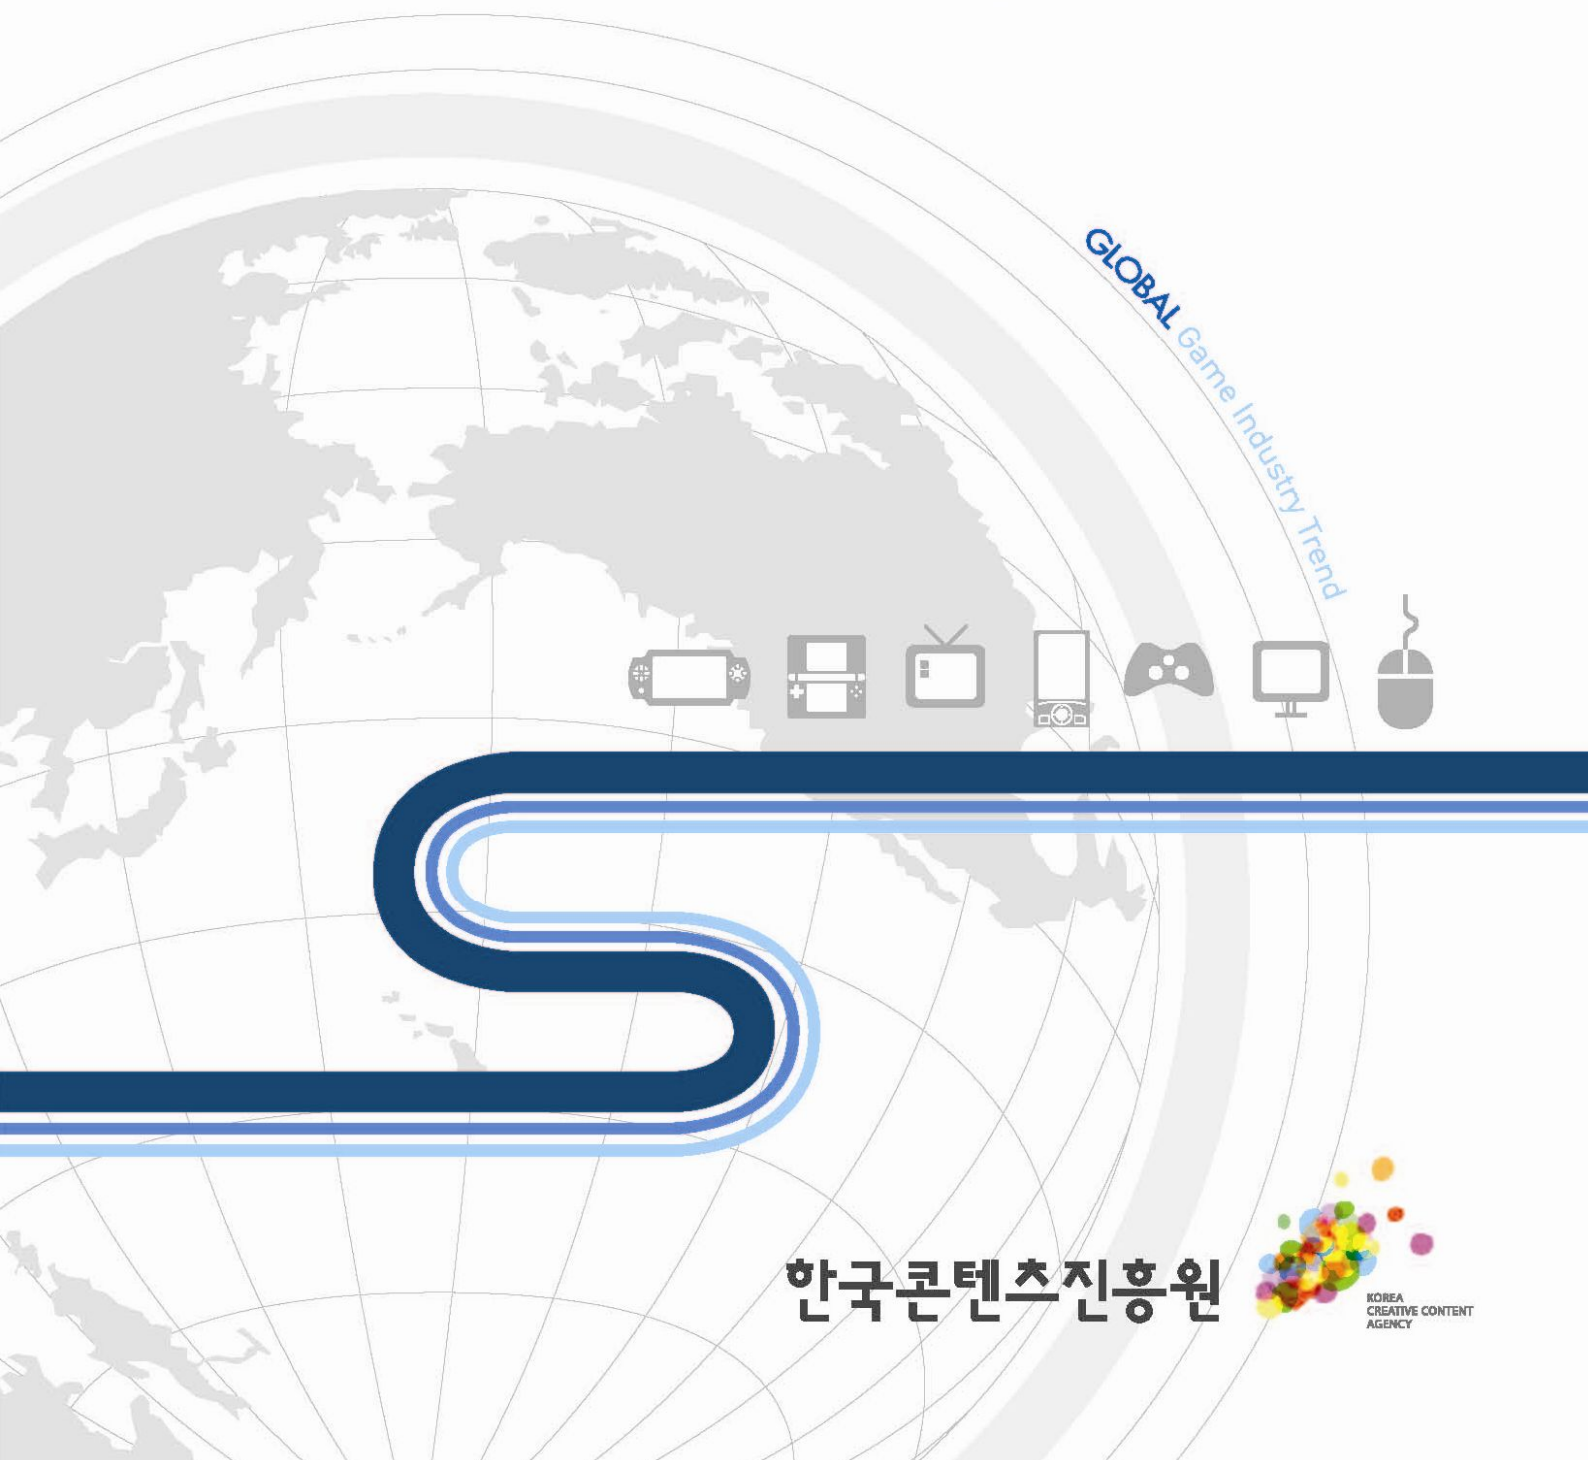 GLOBAL Game Industry Trend
한국콘텐츠진흥원
KOREA
CREATIVE CONTENT
AGENCY